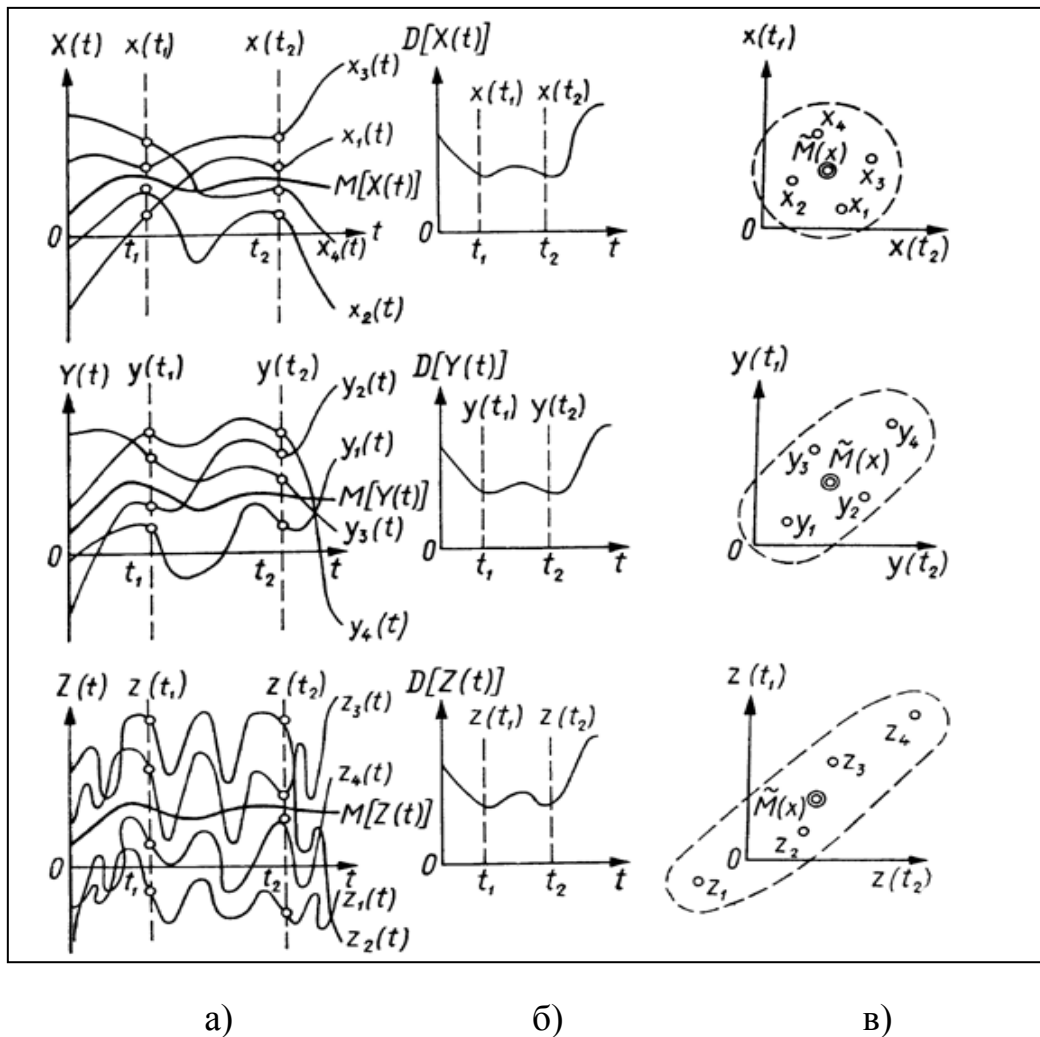 X(t) x(t₁) x(t₂) x₃(t)
x₁(t)
M[X(t)]
0 t₁ t₂ x₄(t) t
x₂(t)
D[X(t)]
x(t₁) x(t₂)
0 t₁ t₂ t
x(t₁)
x₄
M̃(x)
x₃
x₂
x₁
0 x(t₂)
Y(t) y(t₁) y(t₂) y₂(t)
y₁(t)
M[Y(t)]
y₃(t)
0 t₁ t₂ t
y₄(t)
D[Y(t)]
y(t₁) y(t₂)
0 t₁ t₂ t
y(t₁)
y₄
y₃ M̃(x)
y₂
y₁
0 y(t₂)
Z(t) z(t₁) z(t₂) z₃(t)
z₄(t)
M[Z(t)]
0 t₁ t₂ t
z₁(t)
z₂(t)
D[Z(t)]
z(t₁) z(t₂)
0 t₁ t₂ t
z(t₁)
z₄
z₃
M̃(x)
z₂
0 z(t₂)
z₁
а) б) в)